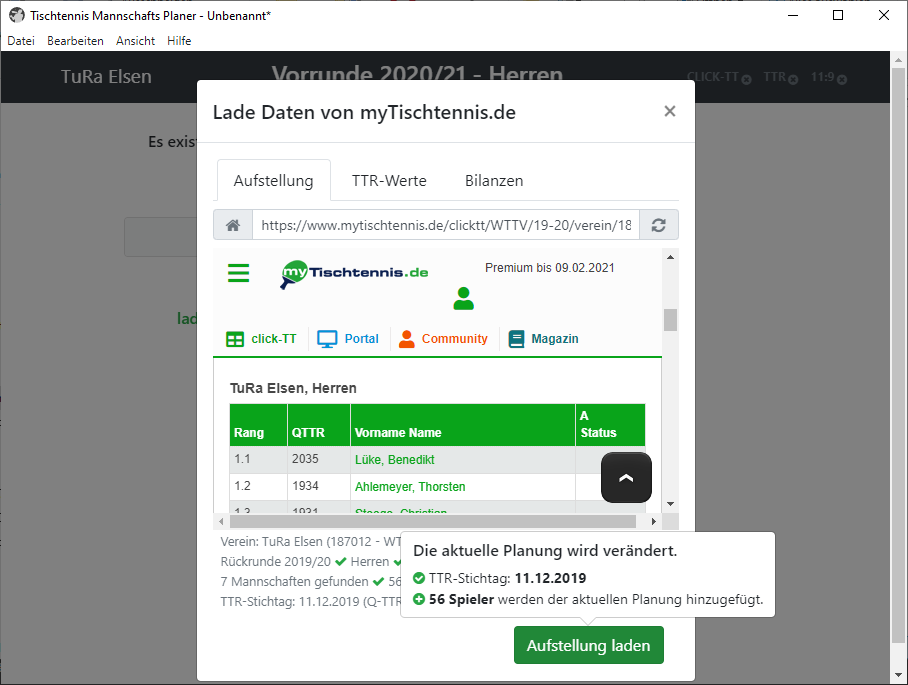 Tischtennis Mannschafts Planer - Unbenannt*
Datei Bearbeiten Ansicht Hilfe
TuRa Elsen Vorrunde 2020/21 - Herren CLICK-TT TTR 11:9
Es exis
lad
Lade Daten von myTischtennis.de
Aufstellung TTR-Werte Bilanzen
https://www.mytischtennis.de/clicktt/WTTV/19-20/verein/18
myTischtennis.de Premium bis 09.02.2021
click-TT Portal Community Magazin
TuRa Elsen, Herren
Rang QTTR Vorname Name A Status
1.1 2035 Lüke, Benedikt
1.2 1934 Ahlemeyer, Thorsten
1.3 1931 Christian
Verein: TuRa Elsen (187012 - WT
Rückrunde 2019/20 Herren
7 Mannschaften gefunden 56
TTR-Stichtag: 11.12.2019 (Q-TTR
Die aktuelle Planung wird verändert.
TTR-Stichtag: 11.12.2019
56 Spieler werden der aktuellen Planung hinzugefügt.
Aufstellung laden